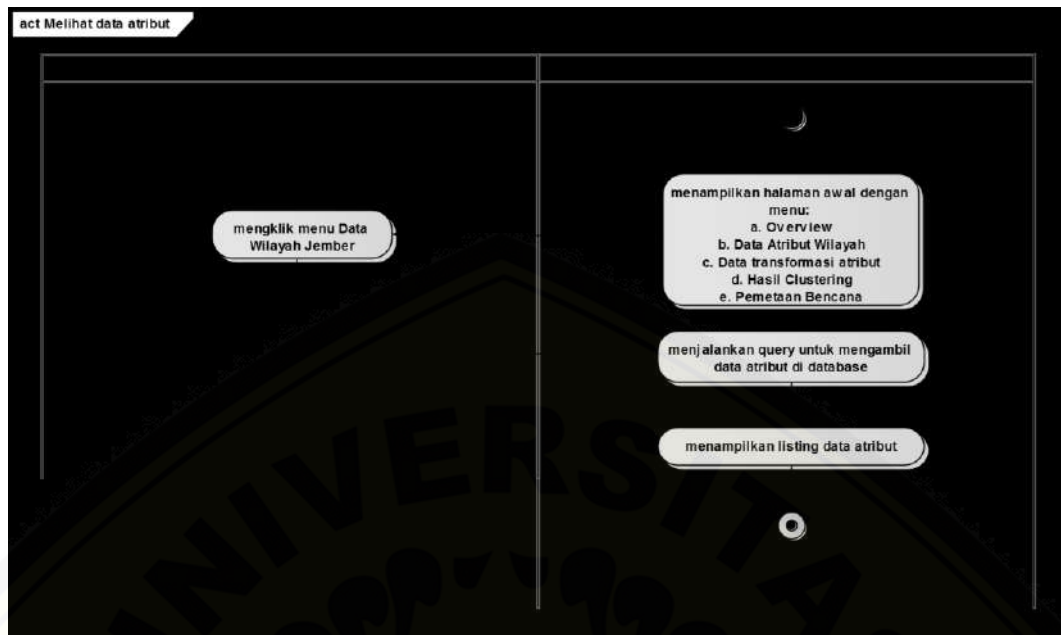 act Melihat data atribut
mengklik menu Data
Wilayah Jember
menampilkan halaman awal dengan
menu:
a. Overview
b. Data Atribut Wilayah
c. Data transformasi atribut
d. Hasil Clustering
e. Pemetaan Bencana
menjalankan query untuk mengambil
data atribut di database
menampilkan listing data atribut